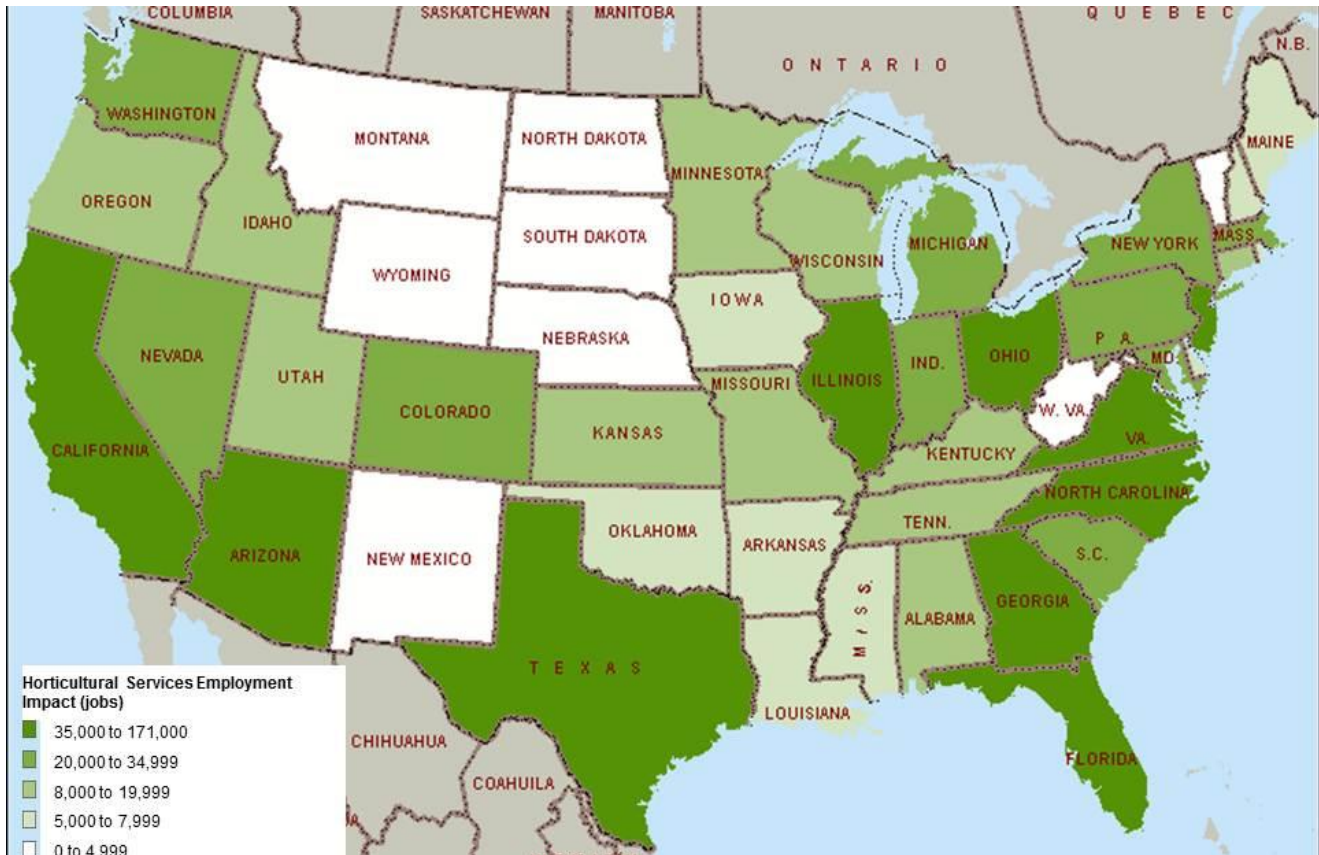 COLUMBIA
SASKATCHEWAN
MANITOBA
QUEBEC
N.B.
ONTARIO
WASHINGTON
MONTANA
NORTH DAKOTA
MINNESOTA
MAINE
OREGON
IDAHO
SOUTH DAKOTA
WISCONSIN
MICHIGAN
NEW YORK
MASS.
WYOMING
IOWA
NEBRASKA
NEVADA
UTAH
COLORADO
MISSOURI
ILLINOIS
IND.
OHIO
P A.
MD.
W. VA.
VA.
CALIFORNIA
KANSAS
KENTUCKY
NORTH CAROLINA
TENN.
ARIZONA
NEW MEXICO
OKLAHOMA
ARKANSAS
S.C.
MISS.
ALABAMA
GEORGIA
TEXAS
LOUISIANA
FLORIDA
CHIHUAHUA
COAHUILA
Horticultural Services Employment
Impact (jobs)
35,000 to 171,000
20,000 to 34,999
8,000 to 19,999
5,000 to 7,999
0 to 4,999